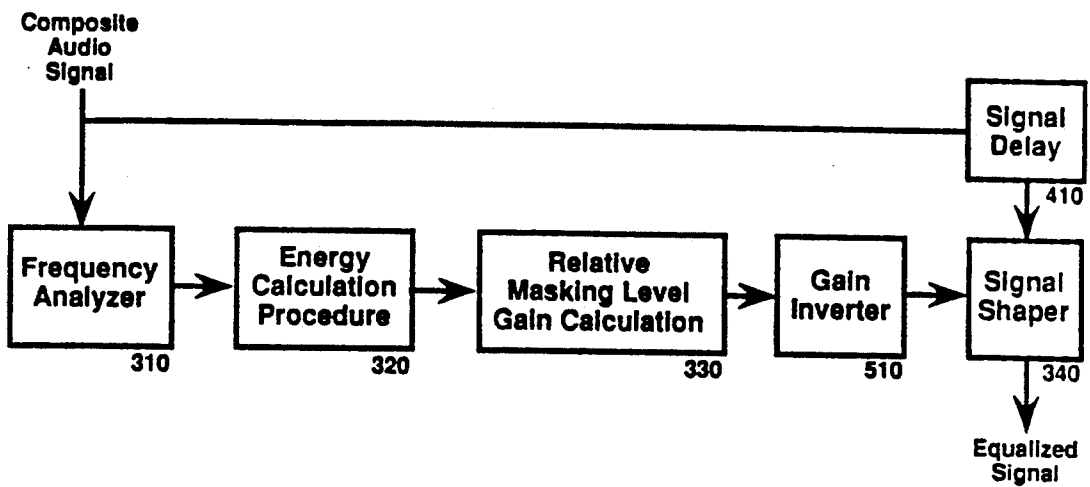 Composite
Audio
Signal
Signal
Delay
410
Frequency
Analyzer
310
Energy
Calculation
Procedure
320
Relative
Masking Level
Gain Calculation
330
Gain
Inverter
510
Signal
Shaper
340
Equalized
Signal